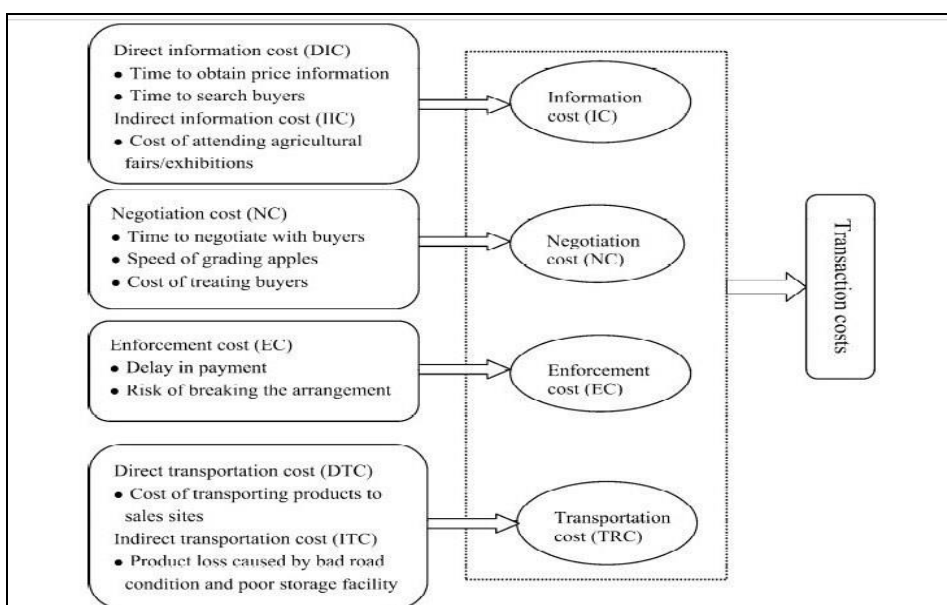 Direct information cost (DIC)
• Time to obtain price information
• Time to search buyers
Indirect information cost (IIC)
• Cost of attending agricultural
fairs/exhibitions
Information
cost (IC)
Negotiation cost (NC)
• Time to negotiate with buyers
• Speed of grading apples
• Cost of treating buyers
Negotiation
cost (NC)
Enforcement cost (EC)
• Delay in payment
• Risk of breaking the arrangement
Enforcement
cost (EC)
Direct transportation cost (DTC)
• Cost of transporting products to
sales sites
Indirect transportation cost (ITC)
• Product loss caused by bad road
condition and poor storage facility
Transportation
cost (TRC)
Transaction costs